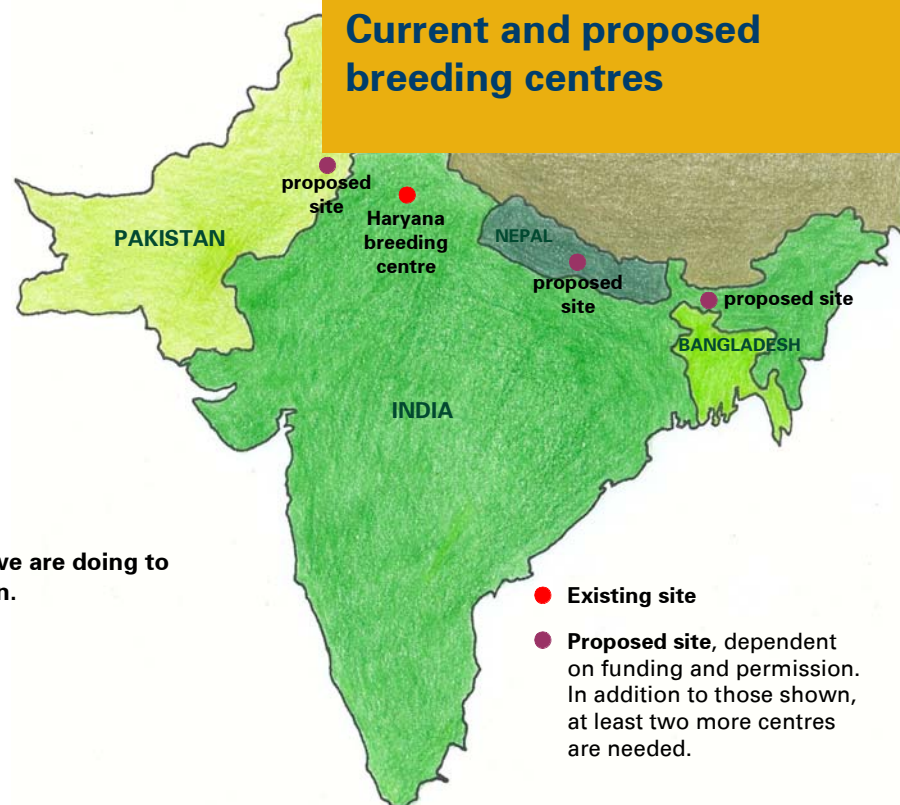 Current and proposed
breeding centres
proposed
site
Haryana
breeding
centre
PAKISTAN
NEPAL
proposed
site
proposed site
BANGLADESH
INDIA
ve are doing to
n.
Existing site
Proposed site, dependent
on funding and permission.
In addition to those shown,
at least two more centres
are needed.